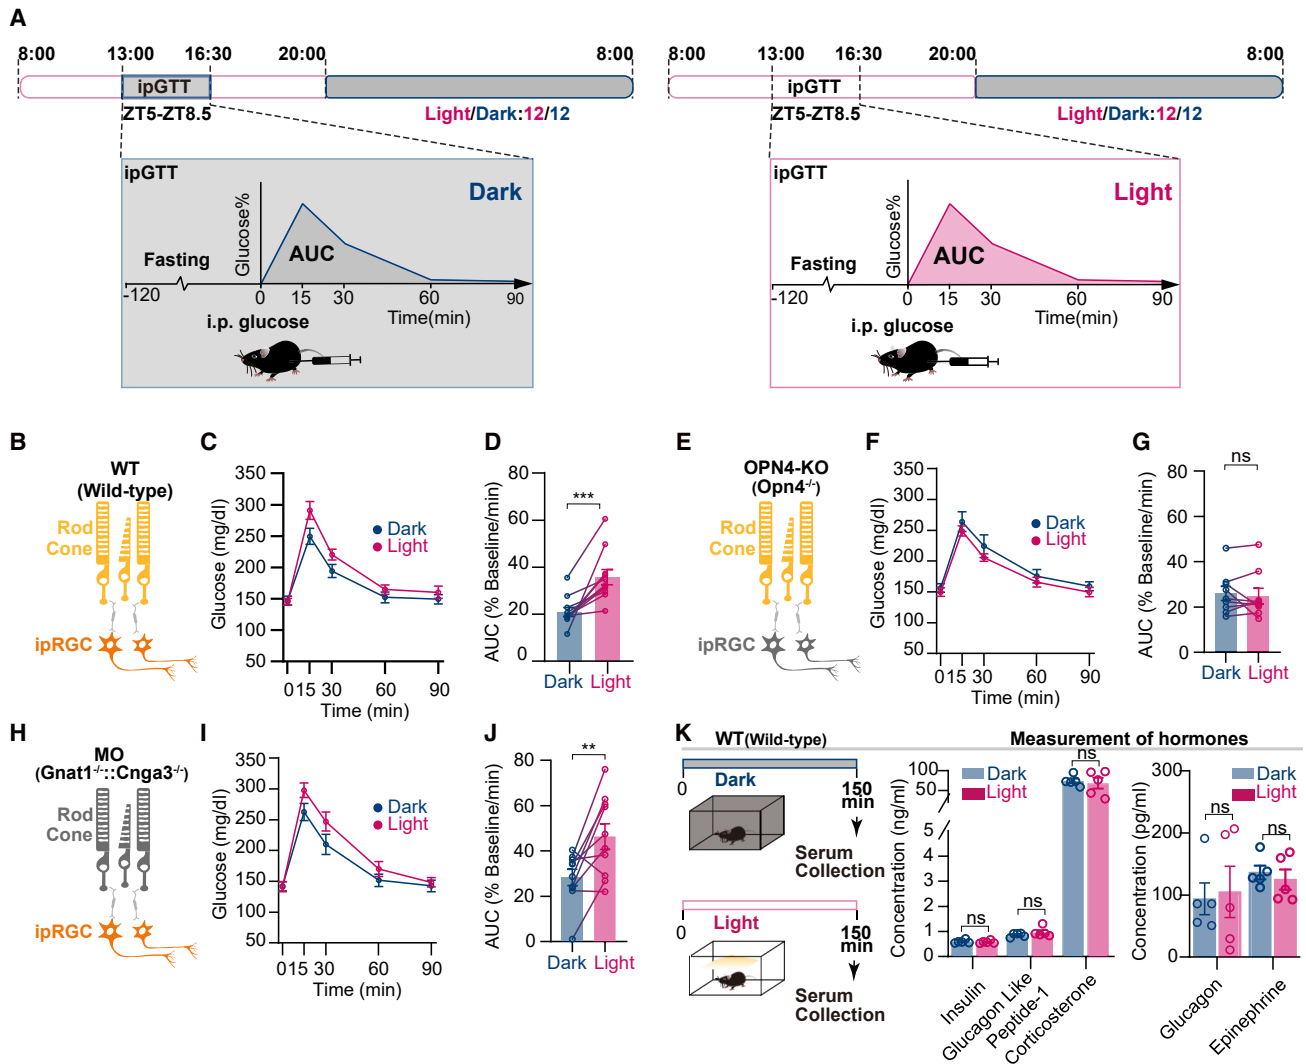 A
8:00 13:00 16:30 20:00 8:00
ipGTT
ZT5-ZT8.5
Light/Dark:12/12
ipGTT
Dark
Glucose%
AUC
Fasting
-120
0 15 30 60 90
Time(min)
i.p. glucose
8:00 13:00 16:30 20:00 8:00
ipGTT
ZT5-ZT8.5
Light/Dark:12/12
ipGTT
Light
Glucose%
AUC
Fasting
-120
0 15 30 60 90
Time(min)
i.p. glucose
B
WT
(Wild-type)
Rod
Cone
ipRGC
C
Glucose (mg/dl)
350
300
250
200
150
100
50
Dark
Light
0 15 30 60 90
Time (min)
D
AUC (% Baseline/min)
80
60
40
20
0
***
Dark Light
E
OPN4-KO
(Opn4-/-)
Rod
Cone
ipRGC
F
Glucose (mg/dl)
350
300
250
200
150
100
50
Dark
Light
0 15 30 60 90
Time (min)
G
AUC (% Baseline/min)
80
60
40
20
0
ns
Dark Light
H
MO
(Gnat1-/-::Cnga3-/-)
Rod
Cone
ipRGC
I
Glucose (mg/dl)
350
300
250
200
150
100
50
Dark
Light
0 15 30 60 90
Time (min)
J
AUC (% Baseline/min)
80
60
40
20
0
**
Dark Light
K
WT(Wild-type)
Dark
0 150
min
Serum
Collection
Light
0 150
min
Serum
Collection
Measurement of hormones
Concentration (ng/ml)
100
50
5
4
3
2
1
0
Dark
Light
ns
ns
ns
Insulin
Glucagon Like
Peptide-1
Corticosterone
Concentration (pg/ml)
300
200
100
0
Dark
Light
ns
ns
Glucagon
Epinephrine